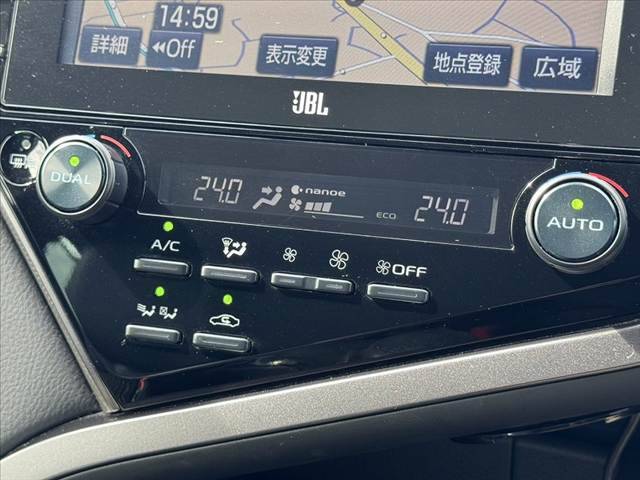 14:59
詳細
◀◀Off
表示変更
地点登録
広域
JBL
DUAL
24.0
nanoe
ECO
24.0
AUTO
A/C
OFF